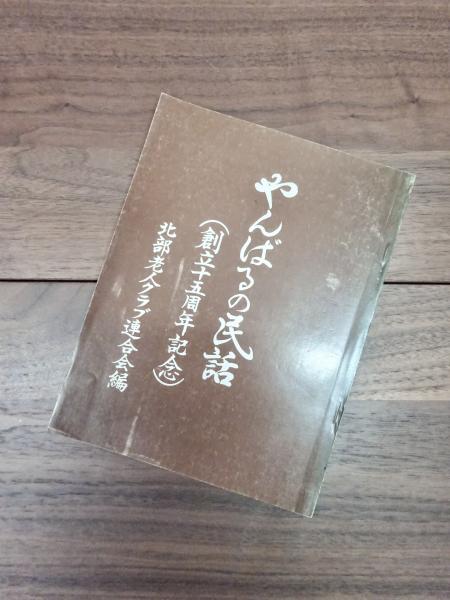 やんばるの民話
(創立十五周年記念)
北部老人クラブ連合会編